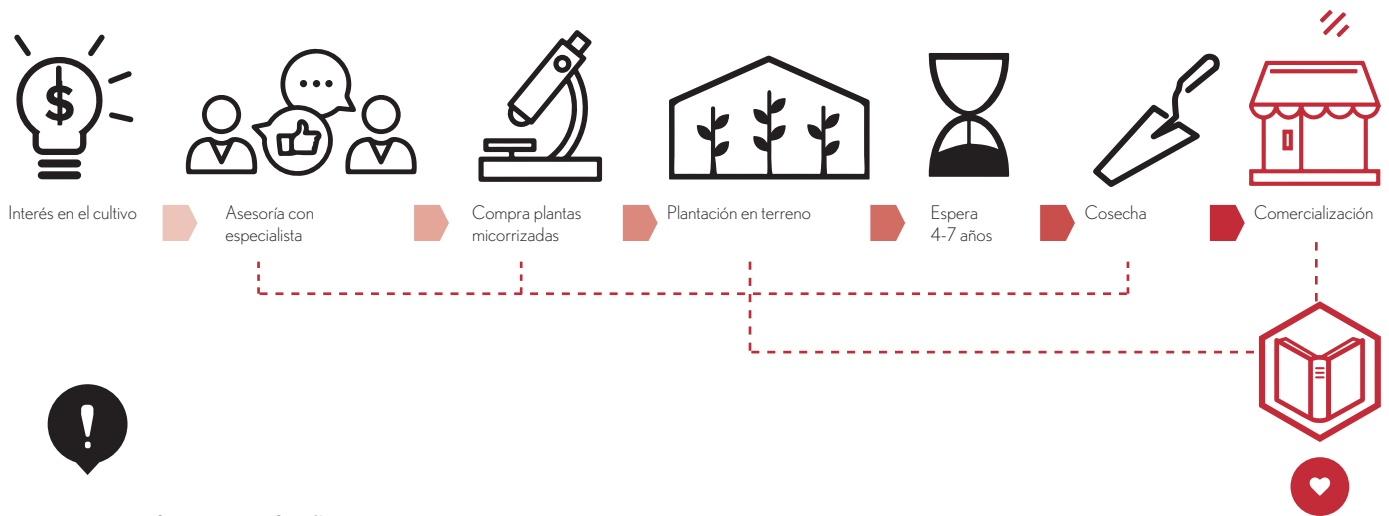 Interés en el cultivo
Asesoría con
especialista
Compra plantas
micorrizadas
Plantación en terreno
Espera
4-7 años
Cosecha
Comercialización